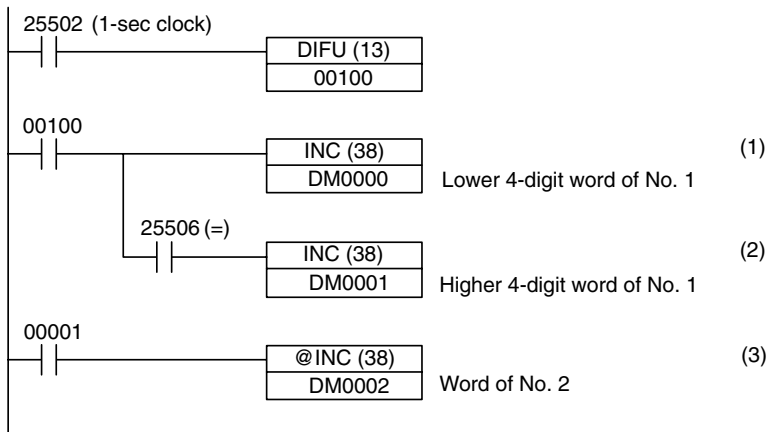 25502 (1-sec clock)
DIFU (13)
00100
00100
INC (38)
(1)
DM0000
Lower 4-digit word of No. 1
25506 (=)
INC (38)
(2)
DM0001
Higher 4-digit word of No. 1
00001
@INC (38)
(3)
DM0002
Word of No. 2